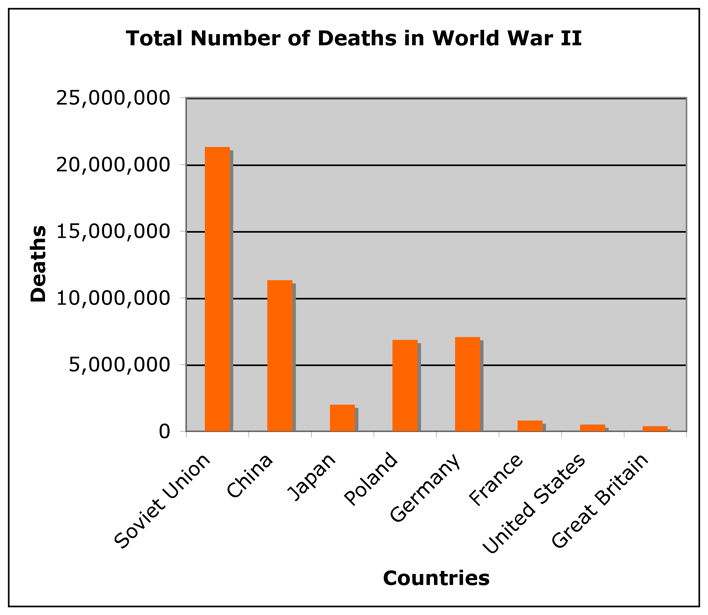 Total Number of Deaths in World War II
25,000,000
20,000,000
15,000,000
10,000,000
5,000,000
0
Deaths
Soviet Union
China
Japan
Poland
Germany
France
United States
Great Britain
Countries